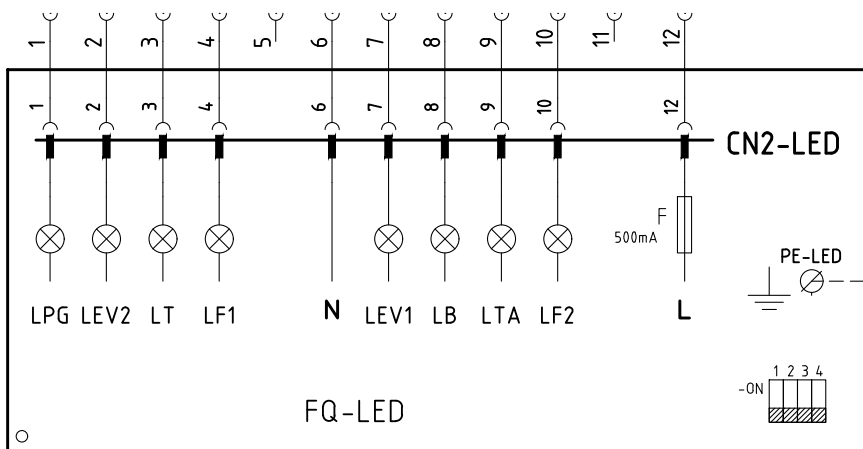 1 2 3 4 5 6 7 8 9 10 11 12
1 2 3 4 6 7 8 9 10 12
CN2-LED
F
500mA
PE-LED
LPG LEV2 LT LF1 N LEV1 LB LTA LF2 L
1 2 3 4
-ON
FQ-LED